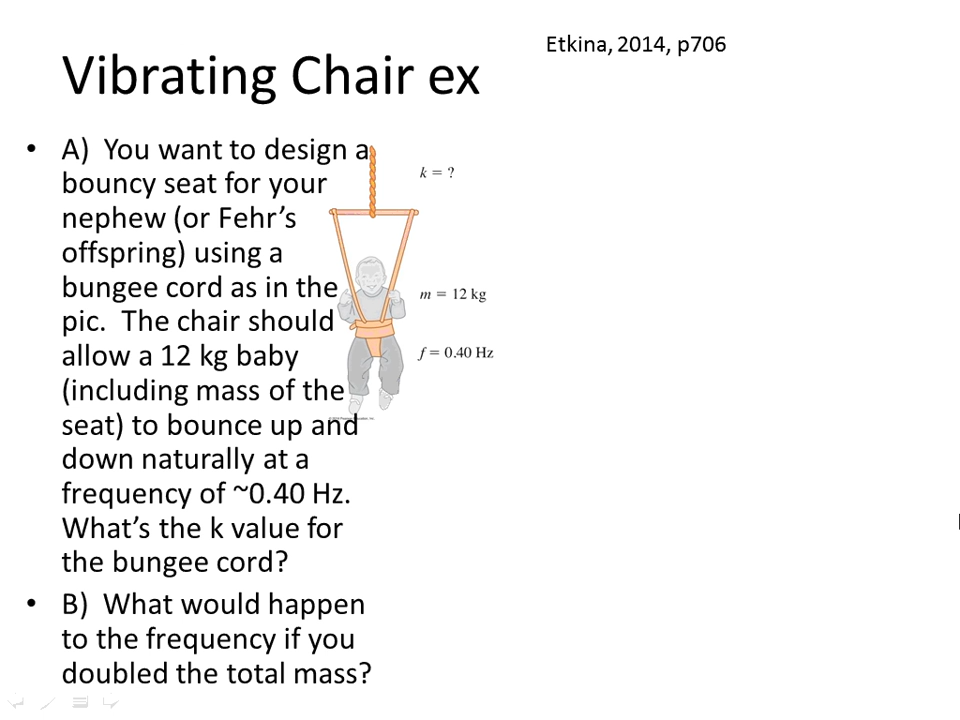 Etkina, 2014, p706
Vibrating Chair ex
• A) You want to design a
bouncy seat for your
nephew (or Fehr’s
offspring) using a
bungee cord as in the
pic. The chair should
allow a 12 kg baby
(including mass of the
seat) to bounce up and
down naturally at a
frequency of ~0.40 Hz.
What’s the k value for
the bungee cord?
• B) What would happen
to the frequency if you
doubled the total mass?
k = ?
m = 12 kg
f = 0.40 Hz